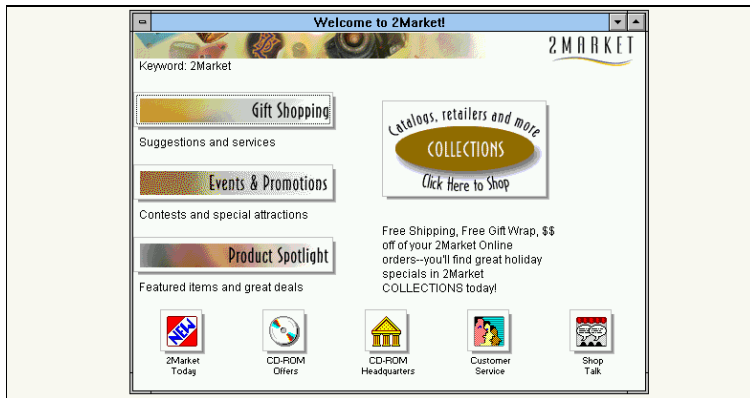 Welcome to 2Market!
2MARKET
Keyword: 2Market
Gift Shopping
Suggestions and services
Events & Promotions
Contests and special attractions
Product Spotlight
Featured items and great deals
Catalogs, retailers and more
COLLECTIONS
Click Here to Shop
Free Shipping, Free Gift Wrap, $$
off of your 2Market Online
orders--you'll find great holiday
specials in 2Market
COLLECTIONS today!
NEW
2Market
Today
CD-ROM
Offers
CD-ROM
Headquarters
Customer
Service
Shop
Talk